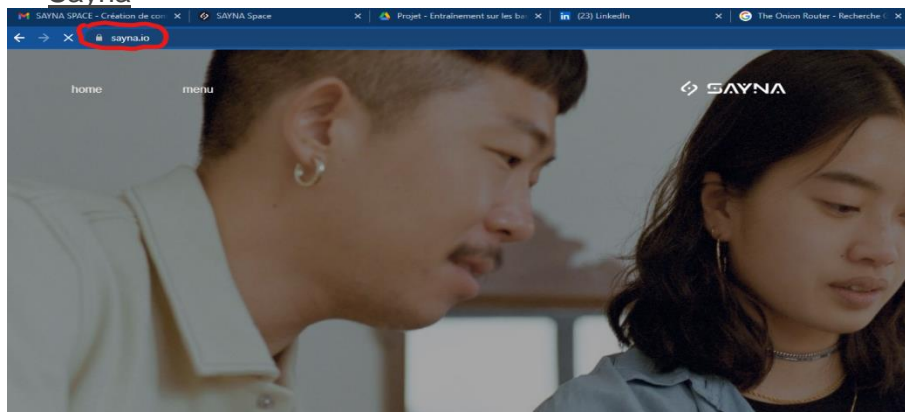 Sayna
SAYNA SPACE - Création de con
SAYNA Space
Projet - Entraînement sur les ba
(23) LinkedIn
The Onion Router - Recherche
sayna.io
home
menu
SAYNA